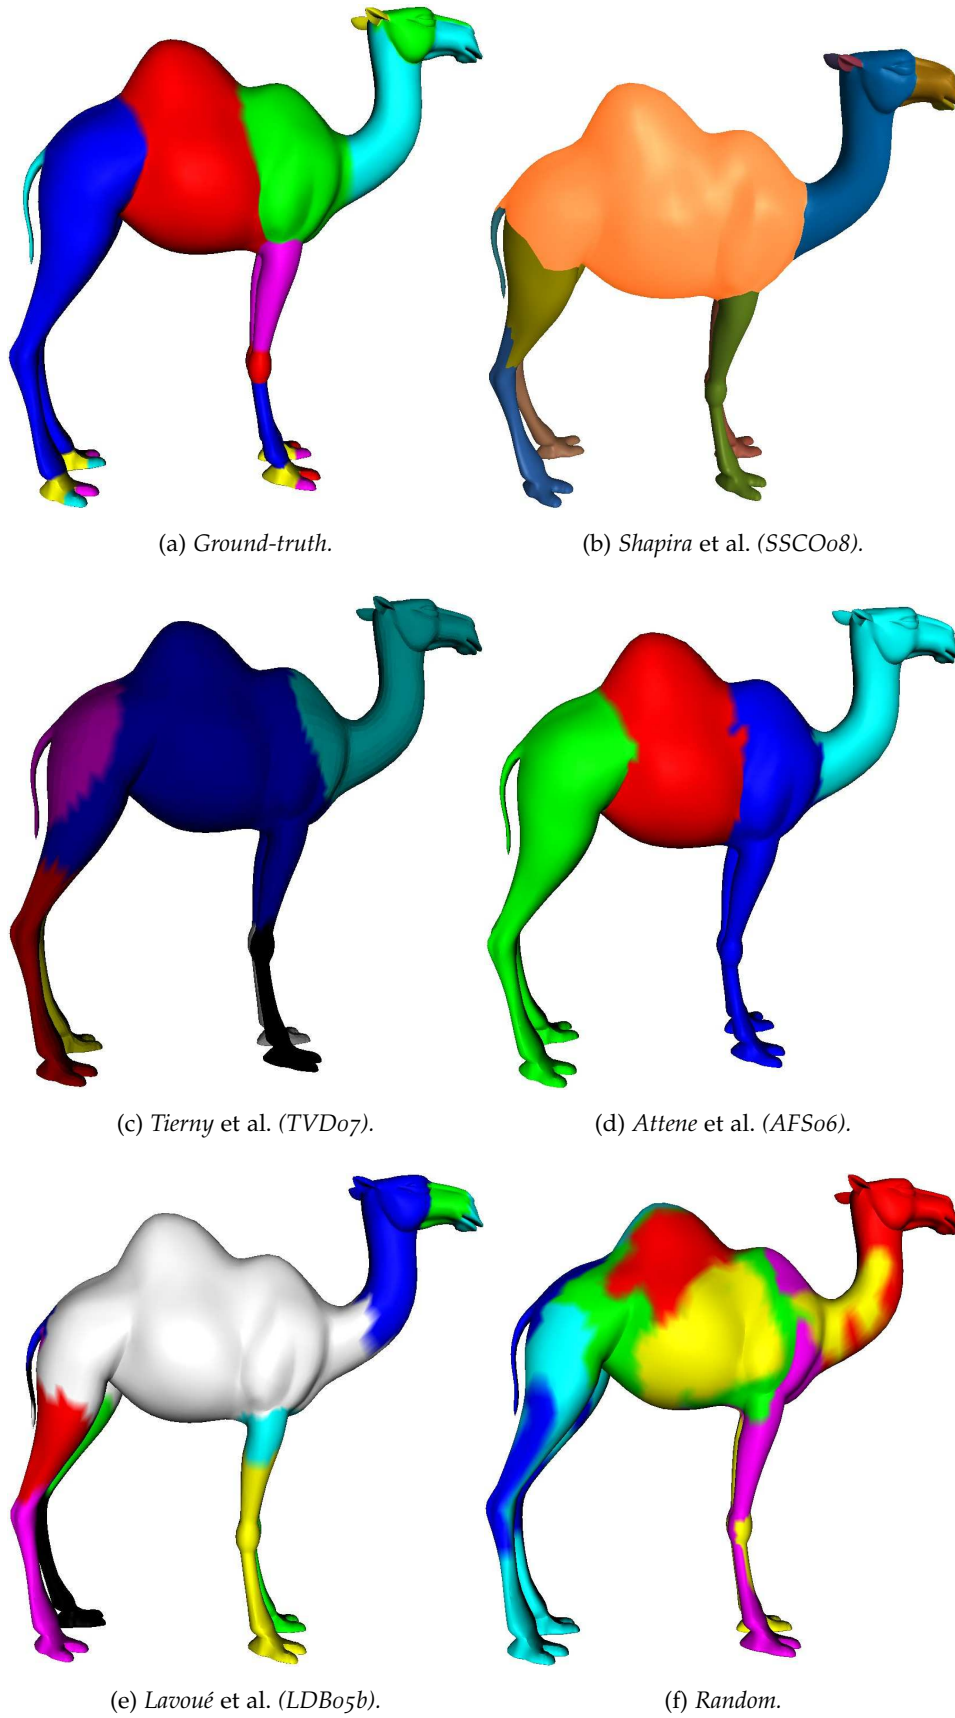 (a) Ground-truth.
(b) Shapira et al. (SSCO08).
(c) Tierny et al. (TVD07).
(d) Attene et al. (AFS06).
(e) Lavoué et al. (LDB05b).
(f) Random.